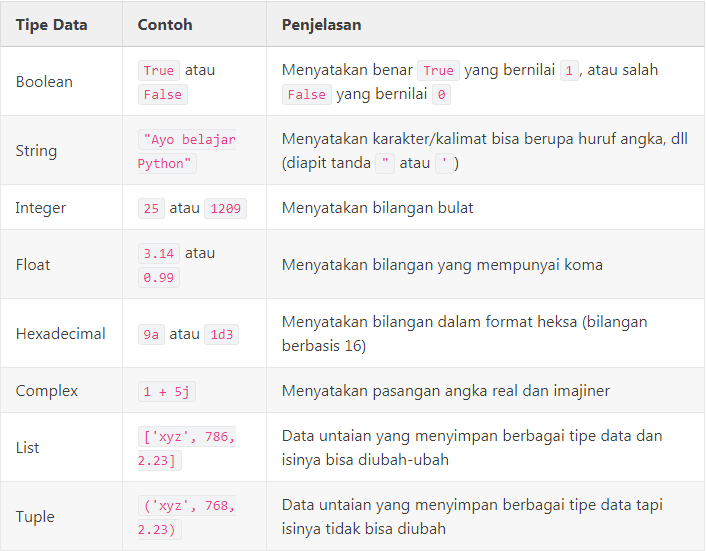 Tipe Data Contoh Penjelasan
Boolean
True atau
False
Menyatakan benar True yang bernilai 1 , atau salah
False yang bernilai 0
String
"Ayo belajar
Python"
Menyatakan karakter/kalimat bisa berupa huruf angka, dll
(diapit tanda " atau ' )
Integer 25 atau 1209 Menyatakan bilangan bulat
Float
3.14 atau
0.99
Menyatakan bilangan yang mempunyai koma
Hexadecimal 9a atau 1d3
Menyatakan bilangan dalam format heksa (bilangan
berbasis 16)
Complex 1 + 5j Menyatakan pasangan angka real dan imajiner
List
['xyz', 786,
2.23]
Data untaian yang menyimpan berbagai tipe data dan
isinya bisa diubah-ubah
Tuple
('xyz', 768,
2.23)
Data untaian yang menyimpan berbagai tipe data tapi
isinya tidak bisa diubah